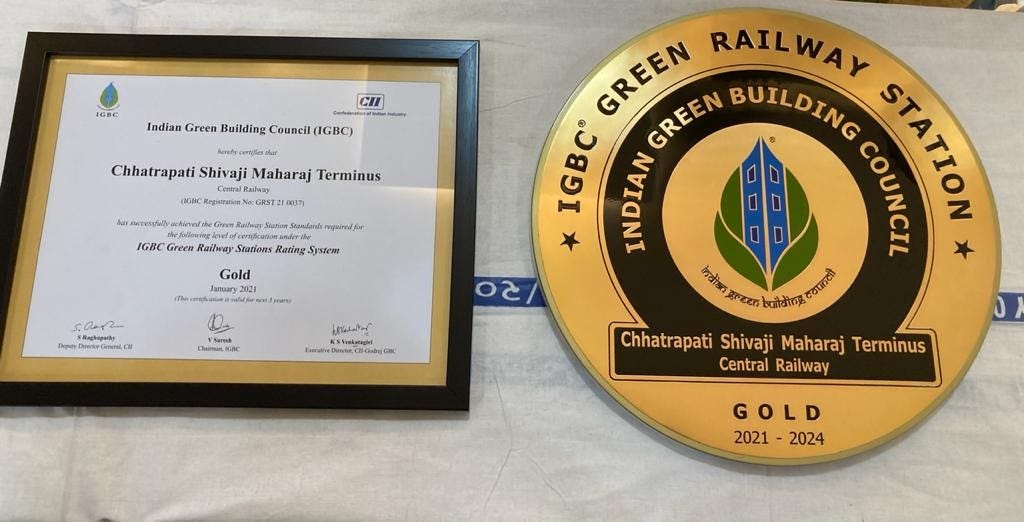 IGBC
CII
Confederation of Indian Industry
Indian Green Building Council (IGBC)
hereby certifies that
Chhatrapati Shivaji Maharaj Terminus
Central Railway
(IGBC Registration No: GRST 21 0037)
has successfully achieved the Green Railway Station Standards required for
the following level of certification under the
IGBC Green Railway Stations Rating System
Gold
January 2021
(This certification is valid for next 3 years)
S Raghupathy
Deputy Director General, CII
V Suresh
Chairman, IGBC
K S Venkatagiri
Executive Director, CII-Godrej GBC
★ IGBC® GREEN RAILWAY STATION ★
INDIAN GREEN BUILDING COUNCIL
®
indian green building council
Chhatrapati Shivaji Maharaj Terminus
Central Railway
GOLD
2021 - 2024